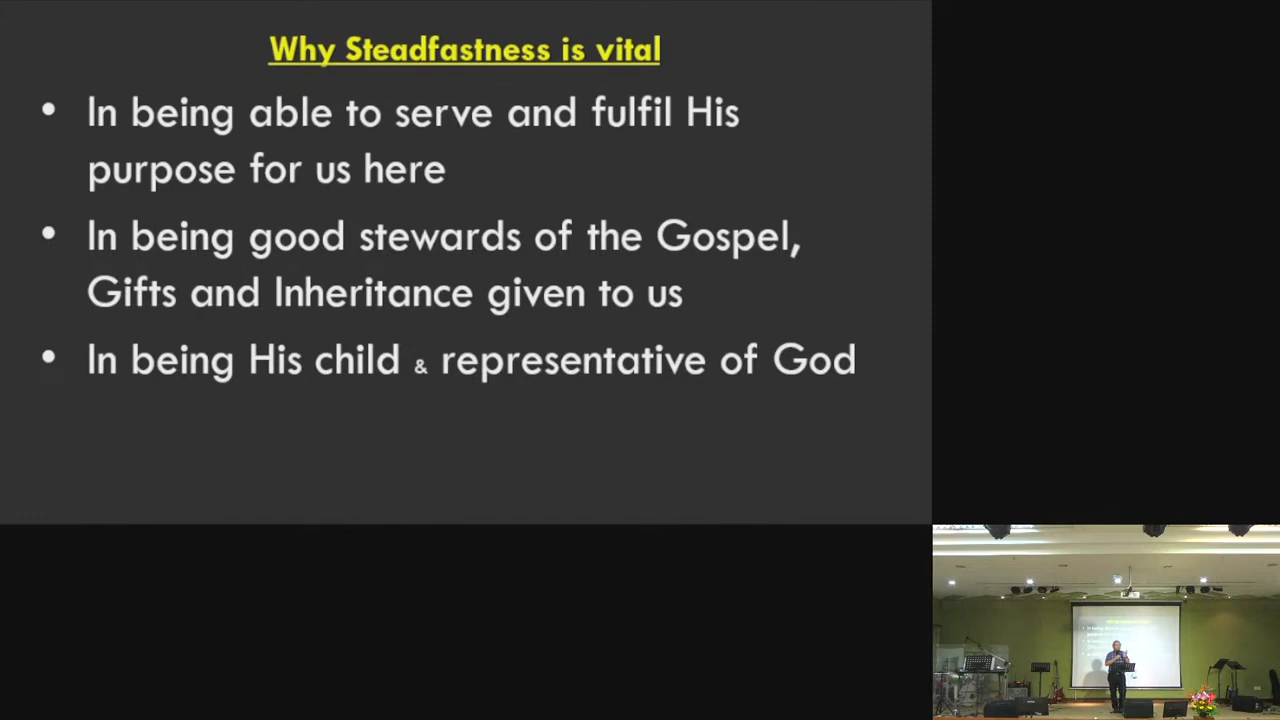 Why Steadfastness is vital
• In being able to serve and fulfil His
purpose for us here
• In being good stewards of the Gospel,
Gifts and Inheritance given to us
• In being His child & representative of God